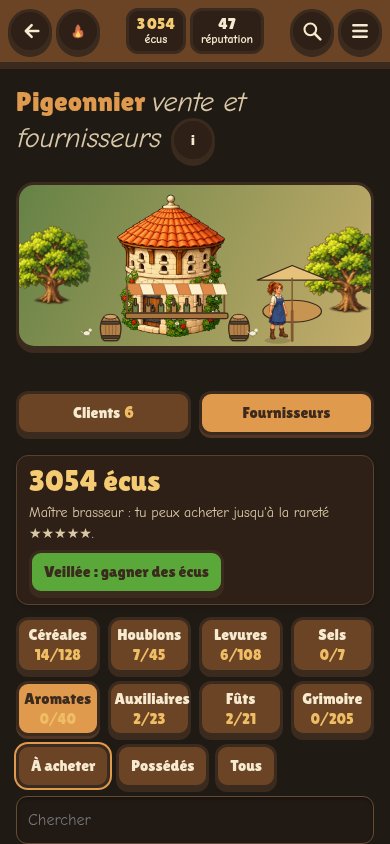 3054
écus
47
réputation
Pigeonnier vente et
fournisseurs i
Clients 6
Fournisseurs
3054 écus
Maître brasseur : tu peux acheter jusqu'à la rareté
★★★★★.
Veillée : gagner des écus
Céréales
14/128
Houblons
7/45
Levures
6/108
Sels
0/7
Aromates
0/40
Auxiliaires
2/23
Fûts
2/21
Grimoire
0/205
À acheter
Possédés
Tous
Chercher